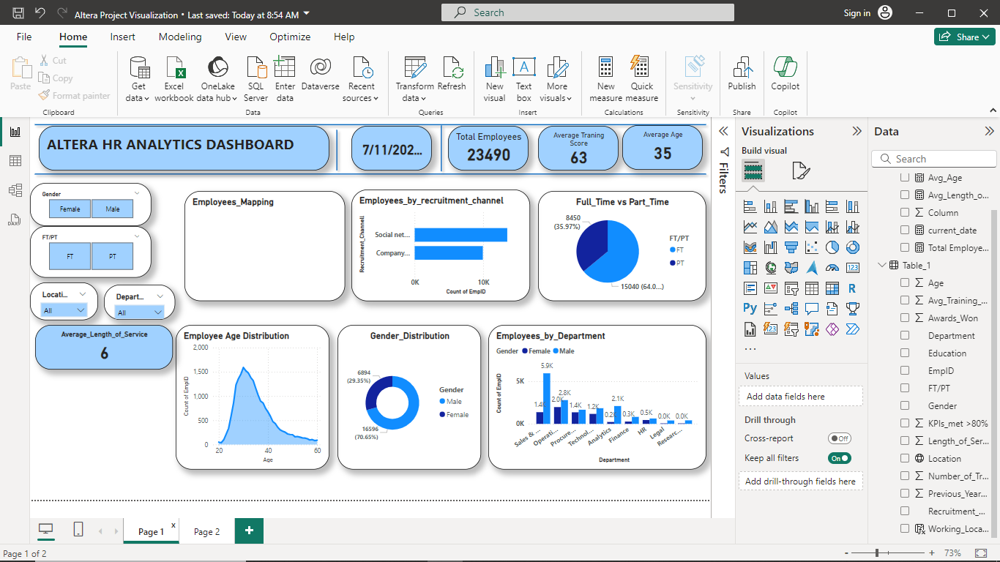 Altera Project Visualization • Last saved: Today at 8:54 AM
Search
Sign in
File
Home
Insert
Modeling
View
Optimize
Help
Share
Paste
Cut
Copy
Format painter
Get data
Excel workbook
OneLake data hub
SQL Server
Enter data
Dataverse
Recent sources
Transform data
Refresh
New visual
Text box
More visuals
New measure
Quick measure
Sensitivity
Publish
Copilot
Clipboard
Data
Queries
Insert
Calculations
Sensitivity
Share
Copilot
ALTERA HR ANALYTICS DASHBOARD
7/11/202...
Total Employees
23490
Average Traning Score
63
Average Age
35
Gender
Female
Male
FT/PT
FT
PT
Locati...
All
Depart...
All
Average_Length_of_Service
6
Employees_Mapping
Employees_by_recruitment_channel
Recruitment_Channell
Social net...
Company...
0K
10K
Count of EmpID
Full_Time vs Part_Time
8450
(35.97%)
15040 (64.0...)
FT/PT
FT
PT
Employee Age Distribution
Count of EmpID
2,000
1,500
1,000
500
0
20
40
60
Age
Gender_Distribution
6894
(29.35%)
16596
(70.65%)
Gender
Male
Female
Employees_by_Department
Gender
Female
Male
Count of EmpID
5K
0K
1.4K
5.9K
2.0K
2.8K
1.4K
1.2K
0.2K
2.1K
0.3K
0.5K
0.0K
0.0K
Sales & ...
Operati...
Procure...
Technol...
Analytics
Finance
HR
Legal
Researc...
Department
Filters
Visualizations
Build visual
123
R
Py
123
...
Values
Add data fields here
Drill through
Cross-report
Off
Keep all filters
On
Add drill-through fields here
Data
Search
Avg_Age
Avg_Length_o...
Column
current_date
Total Employe...
Table_1
Age
Avg_Training_...
Awards_Won
Department
Education
EmpID
FT/PT
Gender
KPIs_met >80%
Length_of_Ser...
Location
Number_of_Tr...
Previous_Year...
Recruitment_...
Working_Loca...
DAX
Page 1
x
Page 2
+
Page 1 of 2
- + 73%